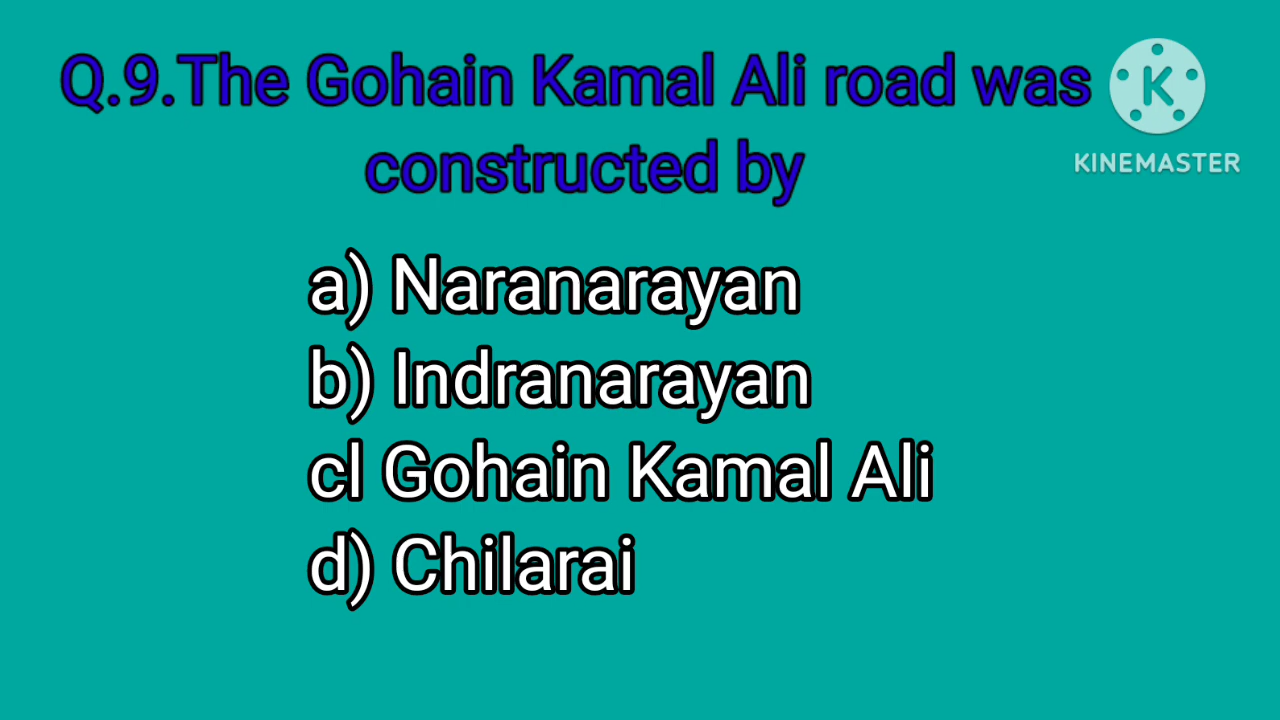 Q.9.The Gohain Kamal Ali road was
constructed by
K
KINEMASTER
a) Naranarayan
b) Indranarayan
cl Gohain Kamal Ali
d) Chilarai